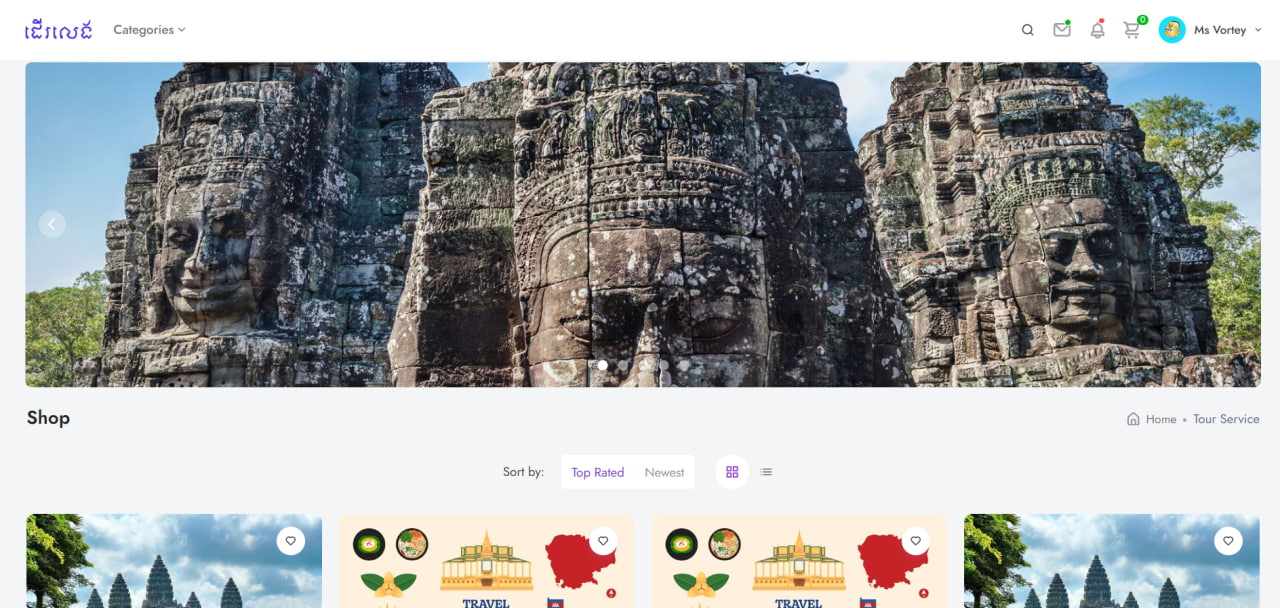 ដើរលេង
Categories
0
Ms Vortey
Shop
Home • Tour Service
Sort by:
Top Rated
Newest
TRAVEL
TRAVEL